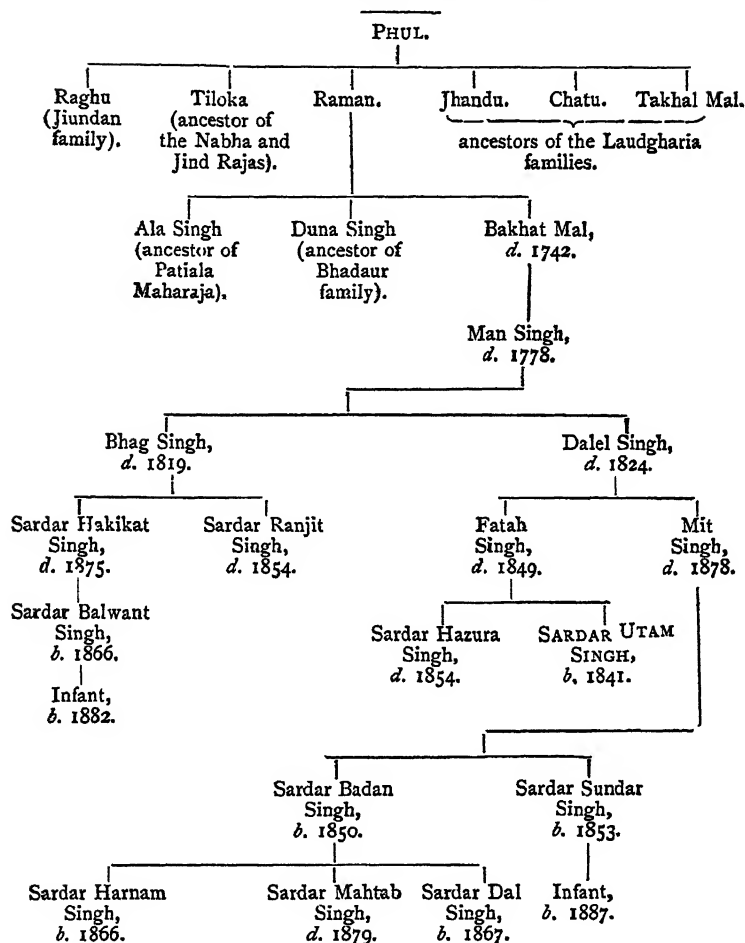 PHUL.
Raghu
(Jiundan
family).
Tiloka
(ancestor of
the Nabha and
Jind Rajas).
Raman.
Jhandu.
Chatu.
Takhal Mal.
ancestors of the Laudgharia
families.
Ala Singh
(ancestor of
Patiala
Maharaja).
Duna Singh
(ancestor of
Bhadaur
family).
Bakhat Mal,
d. 1742.
Man Singh,
d. 1778.
Bhag Singh,
d. 1819.
Dalel Singh,
d. 1824.
Sardar Hakikat
Singh,
d. 1875.
Sardar Ranjit
Singh,
d. 1854.
Fatah
Singh,
d. 1849.
Mit
Singh,
d. 1878.
Sardar Balwant
Singh,
b. 1866.
Sardar Hazura
Singh,
d. 1854.
SARDAR UTAM
SINGH,
b. 1841.
Infant,
b. 1882.
Sardar Badan
Singh,
b. 1850.
Sardar Sundar
Singh,
b. 1853.
Sardar Harnam
Singh,
b. 1866.
Sardar Mahtab
Singh,
d. 1879.
Sardar Dal
Singh,
b. 1867.
Infant,
b. 1887.